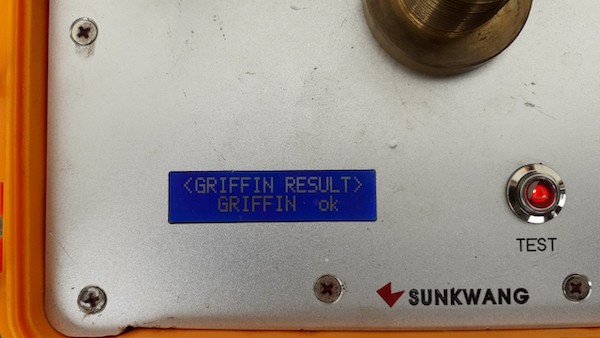 <GRIFFIN RESULT>
GRIFFIN ok
TEST
SUNKWANG